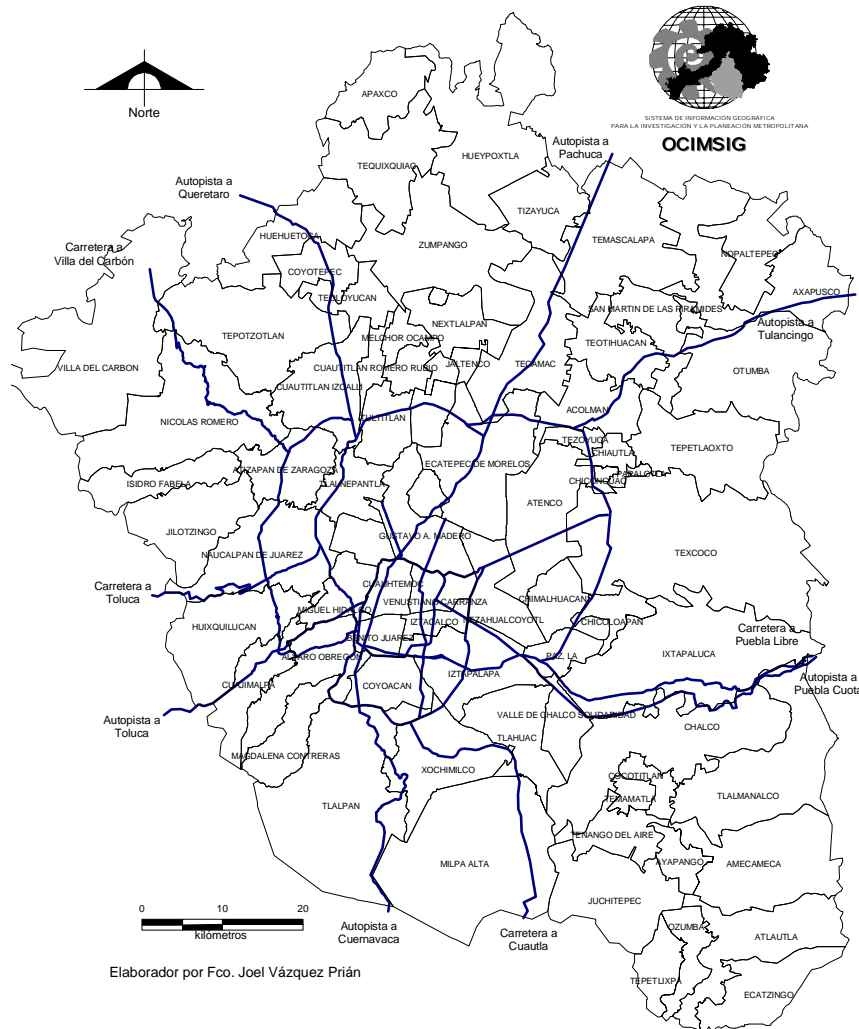 SISTEMA DE INFORMACIÓN GEOGRÁFICA
PARA LA INVESTIGACIÓN Y LA PLANEACIÓN METROPOLITANA
OCIMSIG
Norte
APAXCO
Autopista a
Pachuca
HUEYPOXTLA
TEQUIXQUIAC
Autopista a
Queretaro
TIZAYUCA
HUEHUETOCA
TEMASCALAPA
Carretera a
Villa del Carbón
ZUMPANGO
NOPALTEPEC
COYOTEPEC
AXAPUSCO
TEOLOYUCAN
SAN MARTIN DE LAS PIRAMIDES
NEXTLALPAN
Autopista a
Tulancingo
TEPOTZOTLAN
MELCHOR OCAMPO
TEOTIHUACAN
VILLA DEL CARBON
CUAUTITLAN ROMERO RUBIO
JALTENCO
TECAMAC
OTUMBA
CUAUTITLAN IZCALLI
NICOLAS ROMERO
TULTITLAN
ACOLMAN
TEZOYUCA
TEPETLAOXTO
CHIAUTLA
ECATEPEC DE MORELOS
ATIZAPAN DE ZARAGOZA
PAPALOTLA
ISIDRO FABELA
TLALNEPANTLA
CHICONCUAC
ATENCO
JILOTZINGO
GUSTAVO A. MADERO
NAUCALPAN DE JUAREZ
TEXCOCO
Carretera a
Toluca
CUAUHTEMOC
VENUSTIANO CARRANZA
CHIMALHUACAN
MIGUEL HIDALGO
HUIXQUILUCAN
IZTACALCO
NEZAHUALCOYOTL
CHICOLOAPAN
Carretera a
Puebla Libre
BENITO JUAREZ
IXTAPALUCA
ALVARO OBREGON
PAZ, LA
IZTAPALAPA
Autopista a
Puebla Cuota
CUAJIMALPA
COYOACAN
Autopista a
Toluca
VALLE DE CHALCO SOLIDARIDAD
CHALCO
TLAHUAC
MAGDALENA CONTRERAS
XOCHIMILCO
COCOTITLAN
TLALPAN
TEMAMATLA
TLALMANALCO
TENANGO DEL AIRE
MILPA ALTA
AYAPANGO
AMECAMECA
JUCHITEPEC
0 10 20
kilómetros
Autopista a
Cuernavaca
Carretera a
Cuautla
OZUMBA
ATLAUTLA
Elaborador por Fco. Joel Vázquez Prián
TEPETLIXPA
ECATZINGO